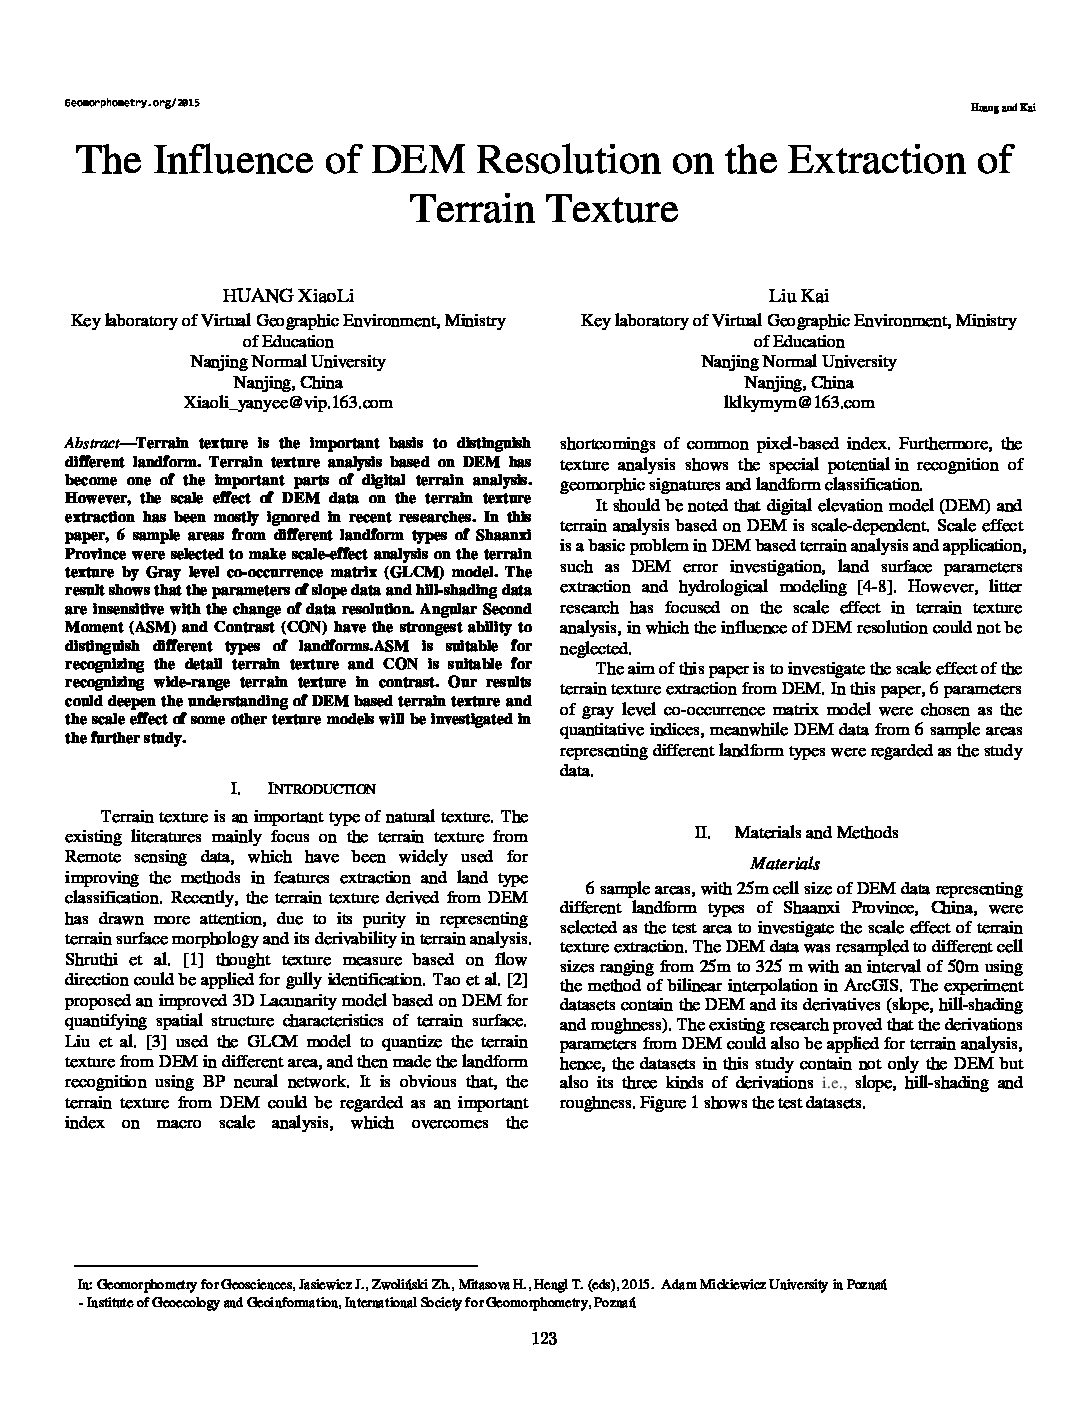 Geomorphometry.org/2015
Huang and Kai
The Influence of DEM Resolution on the Extraction of
Terrain Texture
HUANG XiaoLi
Key laboratory of Virtual Geographic Environment, Ministry
of Education
Nanjing Normal University
Nanjing, China
Xiaoli_yanyee@vip.163.com
Liu Kai
Key laboratory of Virtual Geographic Environment, Ministry
of Education
Nanjing Normal University
Nanjing, China
lklkymym@163.com
Abstract—Terrain texture is the important basis to distinguish
different landform. Terrain texture analysis based on DEM has
become one of the important parts of digital terrain analysis.
However, the scale effect of DEM data on the terrain texture
extraction has been mostly ignored in recent researches. In this
paper, 6 sample areas from different landform types of Shaanxi
Province were selected to make scale-effect analysis on the terrain
texture by Gray level co-occurrence matrix (GLCM) model. The
result shows that the parameters of slope data and hill-shading data
are insensitive with the change of data resolution. Angular Second
Moment (ASM) and Contrast (CON) have the strongest ability to
distinguish different types of landforms.ASM is suitable for
recognizing the detail terrain texture and CON is suitable for
recognizing wide-range terrain texture in contrast. Our results
could deepen the understanding of DEM based terrain texture and
the scale effect of some other texture models will be investigated in
the further study.
I. INTRODUCTION
Terrain texture is an important type of natural texture. The
existing literatures mainly focus on the terrain texture from
Remote sensing data, which have been widely used for
improving the methods in features extraction and land type
classification. Recently, the terrain texture derived from DEM
has drawn more attention, due to its purity in representing
terrain surface morphology and its derivability in terrain analysis.
Shruthi et al. [1] thought texture measure based on flow
direction could be applied for gully identification. Tao et al. [2]
proposed an improved 3D Lacunarity model based on DEM for
quantifying spatial structure characteristics of terrain surface.
Liu et al. [3] used the GLCM model to quantize the terrain
texture from DEM in different area, and then made the landform
recognition using BP neural network. It is obvious that, the
terrain texture from DEM could be regarded as an important
index on macro scale analysis, which overcomes the
shortcomings of common pixel-based index. Furthermore, the
texture analysis shows the special potential in recognition of
geomorphic signatures and landform classification.
It should be noted that digital elevation model (DEM) and
terrain analysis based on DEM is scale-dependent. Scale effect
is a basic problem in DEM based terrain analysis and application,
such as DEM error investigation, land surface parameters
extraction and hydrological modeling [4-8]. However, litter
research has focused on the scale effect in terrain texture
analysis, in which the influence of DEM resolution could not be
neglected.
The aim of this paper is to investigate the scale effect of the
terrain texture extraction from DEM. In this paper, 6 parameters
of gray level co-occurrence matrix model were chosen as the
quantitative indices, meanwhile DEM data from 6 sample areas
representing different landform types were regarded as the study
data.
II. Materials and Methods
Materials
6 sample areas, with 25m cell size of DEM data representing
different landform types of Shaanxi Province, China, were
selected as the test area to investigate the scale effect of terrain
texture extraction. The DEM data was resampled to different cell
sizes ranging from 25m to 325 m with an interval of 50m using
the method of bilinear interpolation in ArcGIS. The experiment
datasets contain the DEM and its derivatives (slope, hill-shading
and roughness). The existing research proved that the derivations
parameters from DEM could also be applied for terrain analysis,
hence, the datasets in this study contain not only the DEM but
also its three kinds of derivations i.e., slope, hill-shading and
roughness. Figure 1 shows the test datasets.
In: Geomorphometry for Geosciences, Jasiewicz J., Zwoliński Zb., Mitasova H., Hengl T. (eds), 2015. Adam Mickiewicz University in Poznań
- Institute of Geoecology and Geoinformation, International Society for Geomorphometry, Poznań
123